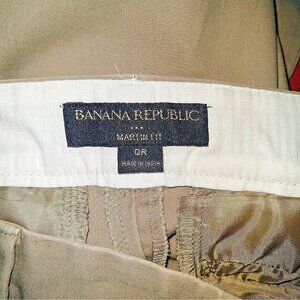 BANANA REPUBLIC
MARTIN FIT
0R
MADE IN INDIA